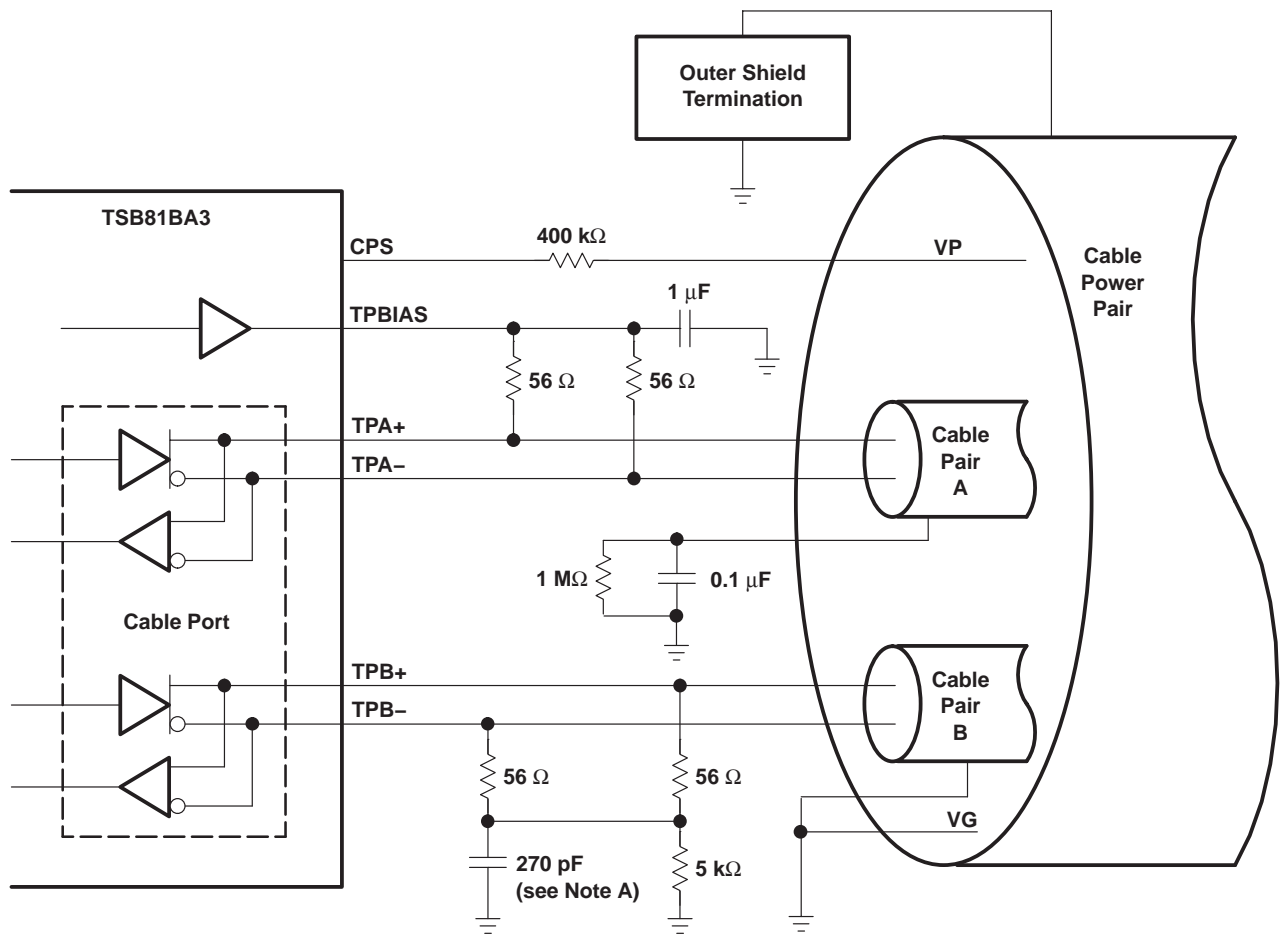 Outer Shield
Termination
TSB81BA3
CPS
400 kΩ
VP
Cable
Power
Pair
1 μF
TPBIAS
56 Ω
56 Ω
TPA+
TPA−
Cable
Pair
A
1 MΩ
0.1 μF
Cable Port
TPB+
TPB−
Cable
Pair
B
56 Ω
56 Ω
VG
270 pF
(see Note A)
5 kΩ